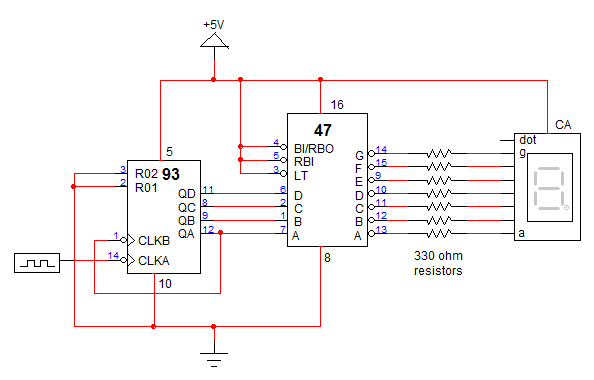 +5V
16
CA
5
47
dot
4 BI/RBO G 14 g
3 R02 93 5 RBI F 15
2 R01 3 LT E 9
QD 11 6 D D 10
QC 8 2 C C 11
QB 9 1 B B 12
QA 12 7 A A 13 a
1 CLKB
14 CLKA
8
330 ohm
resistors
10